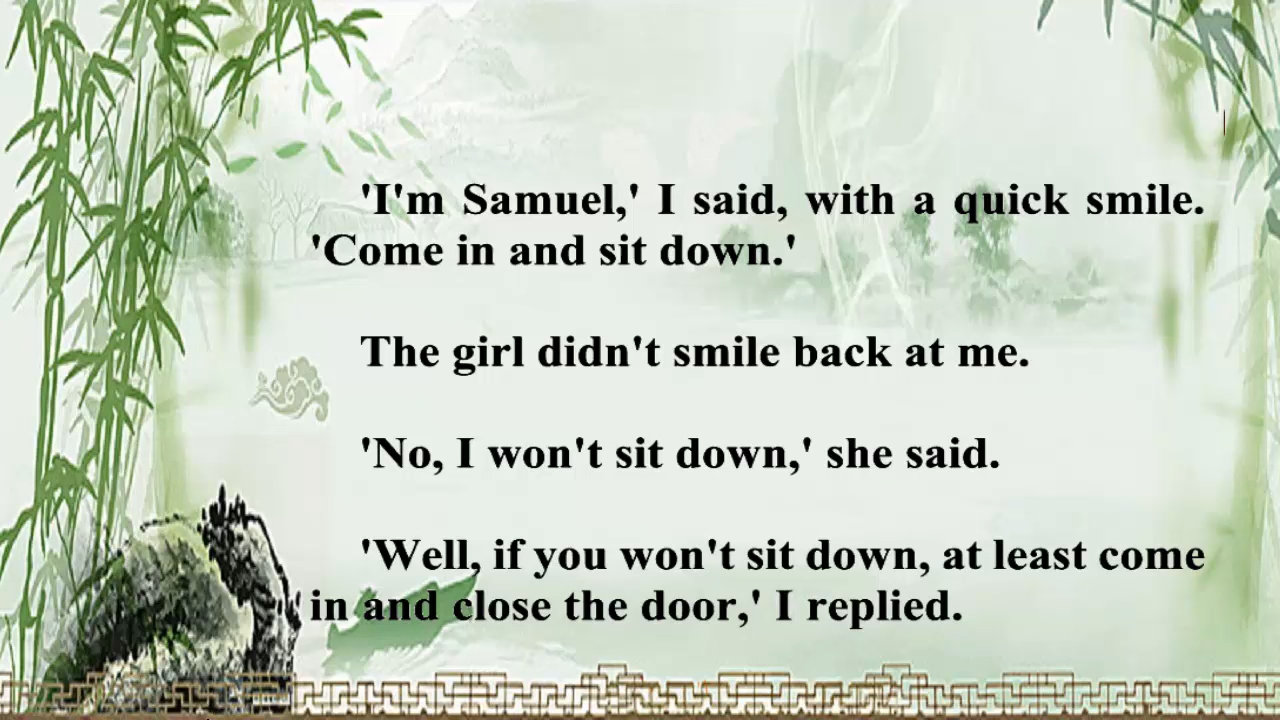 'I'm Samuel,' I said, with a quick smile.
'Come in and sit down.'
The girl didn't smile back at me.
'No, I won't sit down,' she said.
'Well, if you won't sit down, at least come
in and close the door,' I replied.